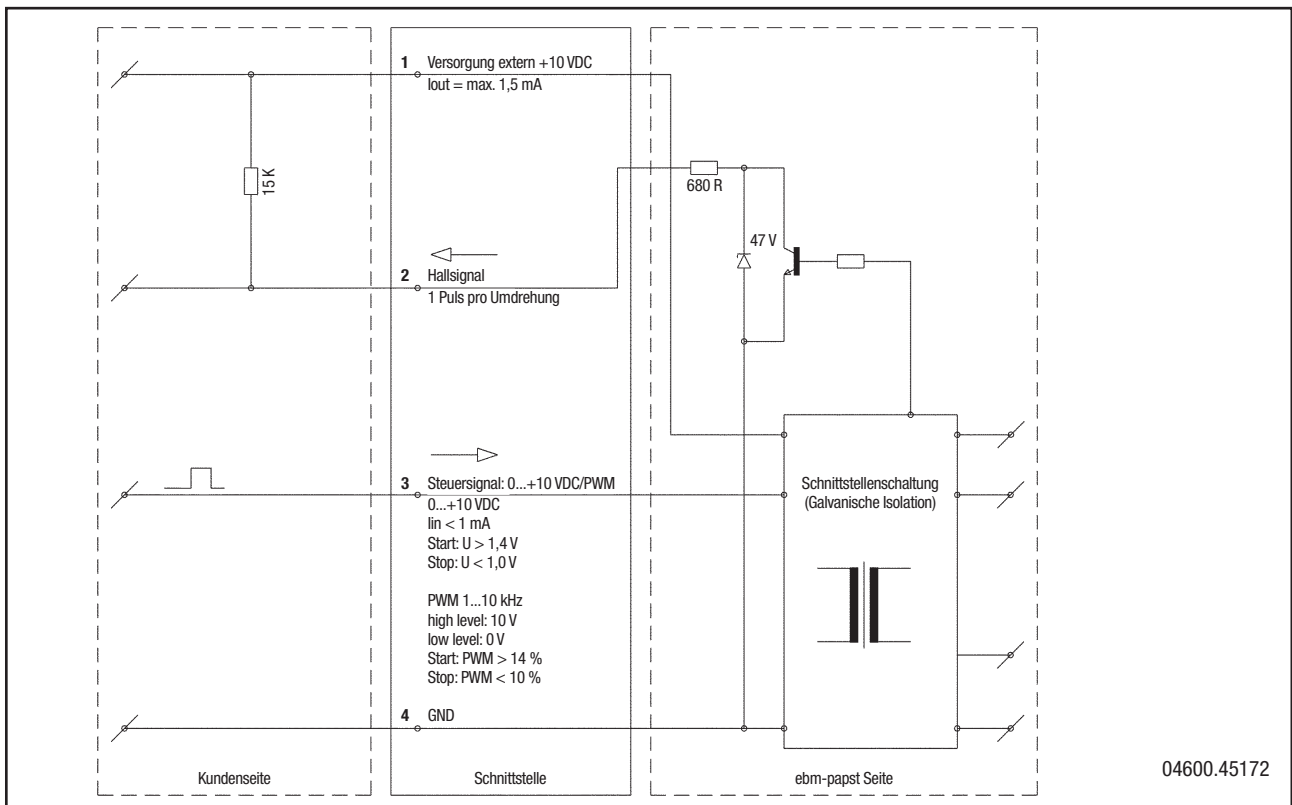 1 Versorgung extern +10 VDC
Iout = max. 1,5 mA
15 K
680 R
47 V
2 Hallsignal
1 Puls pro Umdrehung
3 Steuersignal: 0...+10 VDC/PWM
0...+10 VDC
Iin < 1 mA
Start: U > 1,4 V
Stop: U < 1,0 V
PWM 1...10 kHz
high level: 10 V
low level: 0 V
Start: PWM > 14 %
Stop: PWM < 10 %
Schnittstellenschaltung
(Galvanische Isolation)
4 GND
Kundenseite
Schnittstelle
ebm-papst Seite
04600.45172